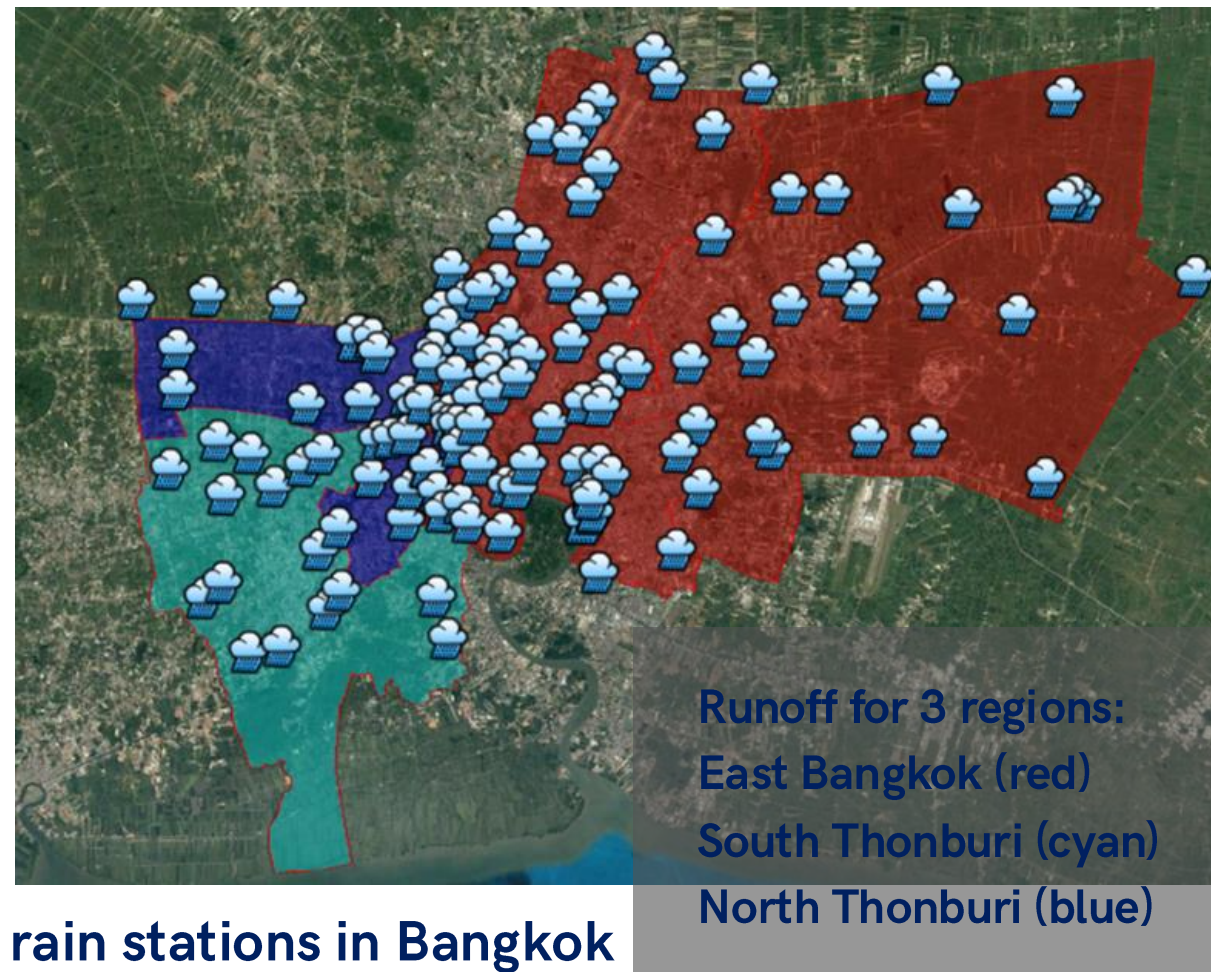 Runoff for 3 regions:
East Bangkok (red)
South Thonburi (cyan)
North Thonburi (blue)
rain stations in Bangkok